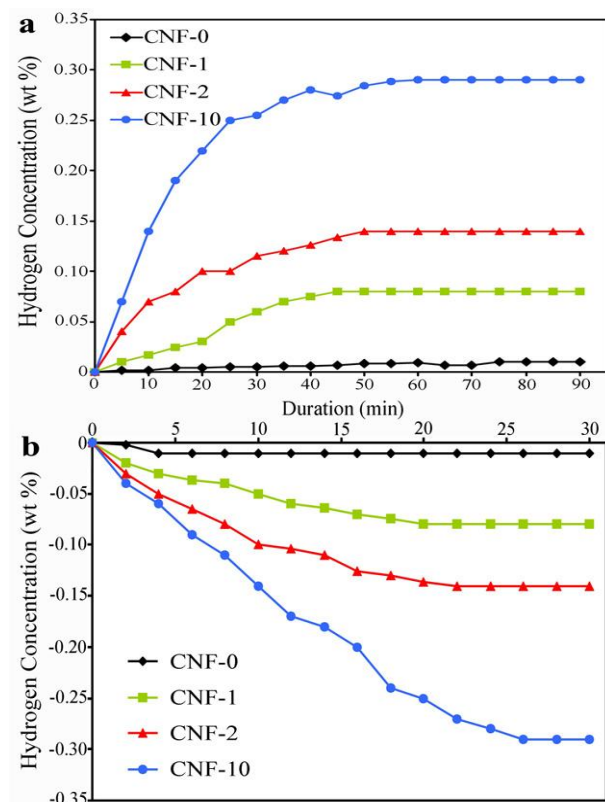 a
0.35
0.30
0.25
0.20
0.15
0.10
0.05
0
Hydrogen Concentration (wt %)
CNF-0
CNF-1
CNF-2
CNF-10
0 10 20 30 40 50 60 70 80 90
Duration (min)
b
0 5 10 15 20 25 30
0
-0.05
-0.10
-0.15
-0.20
-0.25
-0.30
-0.35
Hydrogen Concentration (wt %)
CNF-0
CNF-1
CNF-2
CNF-10